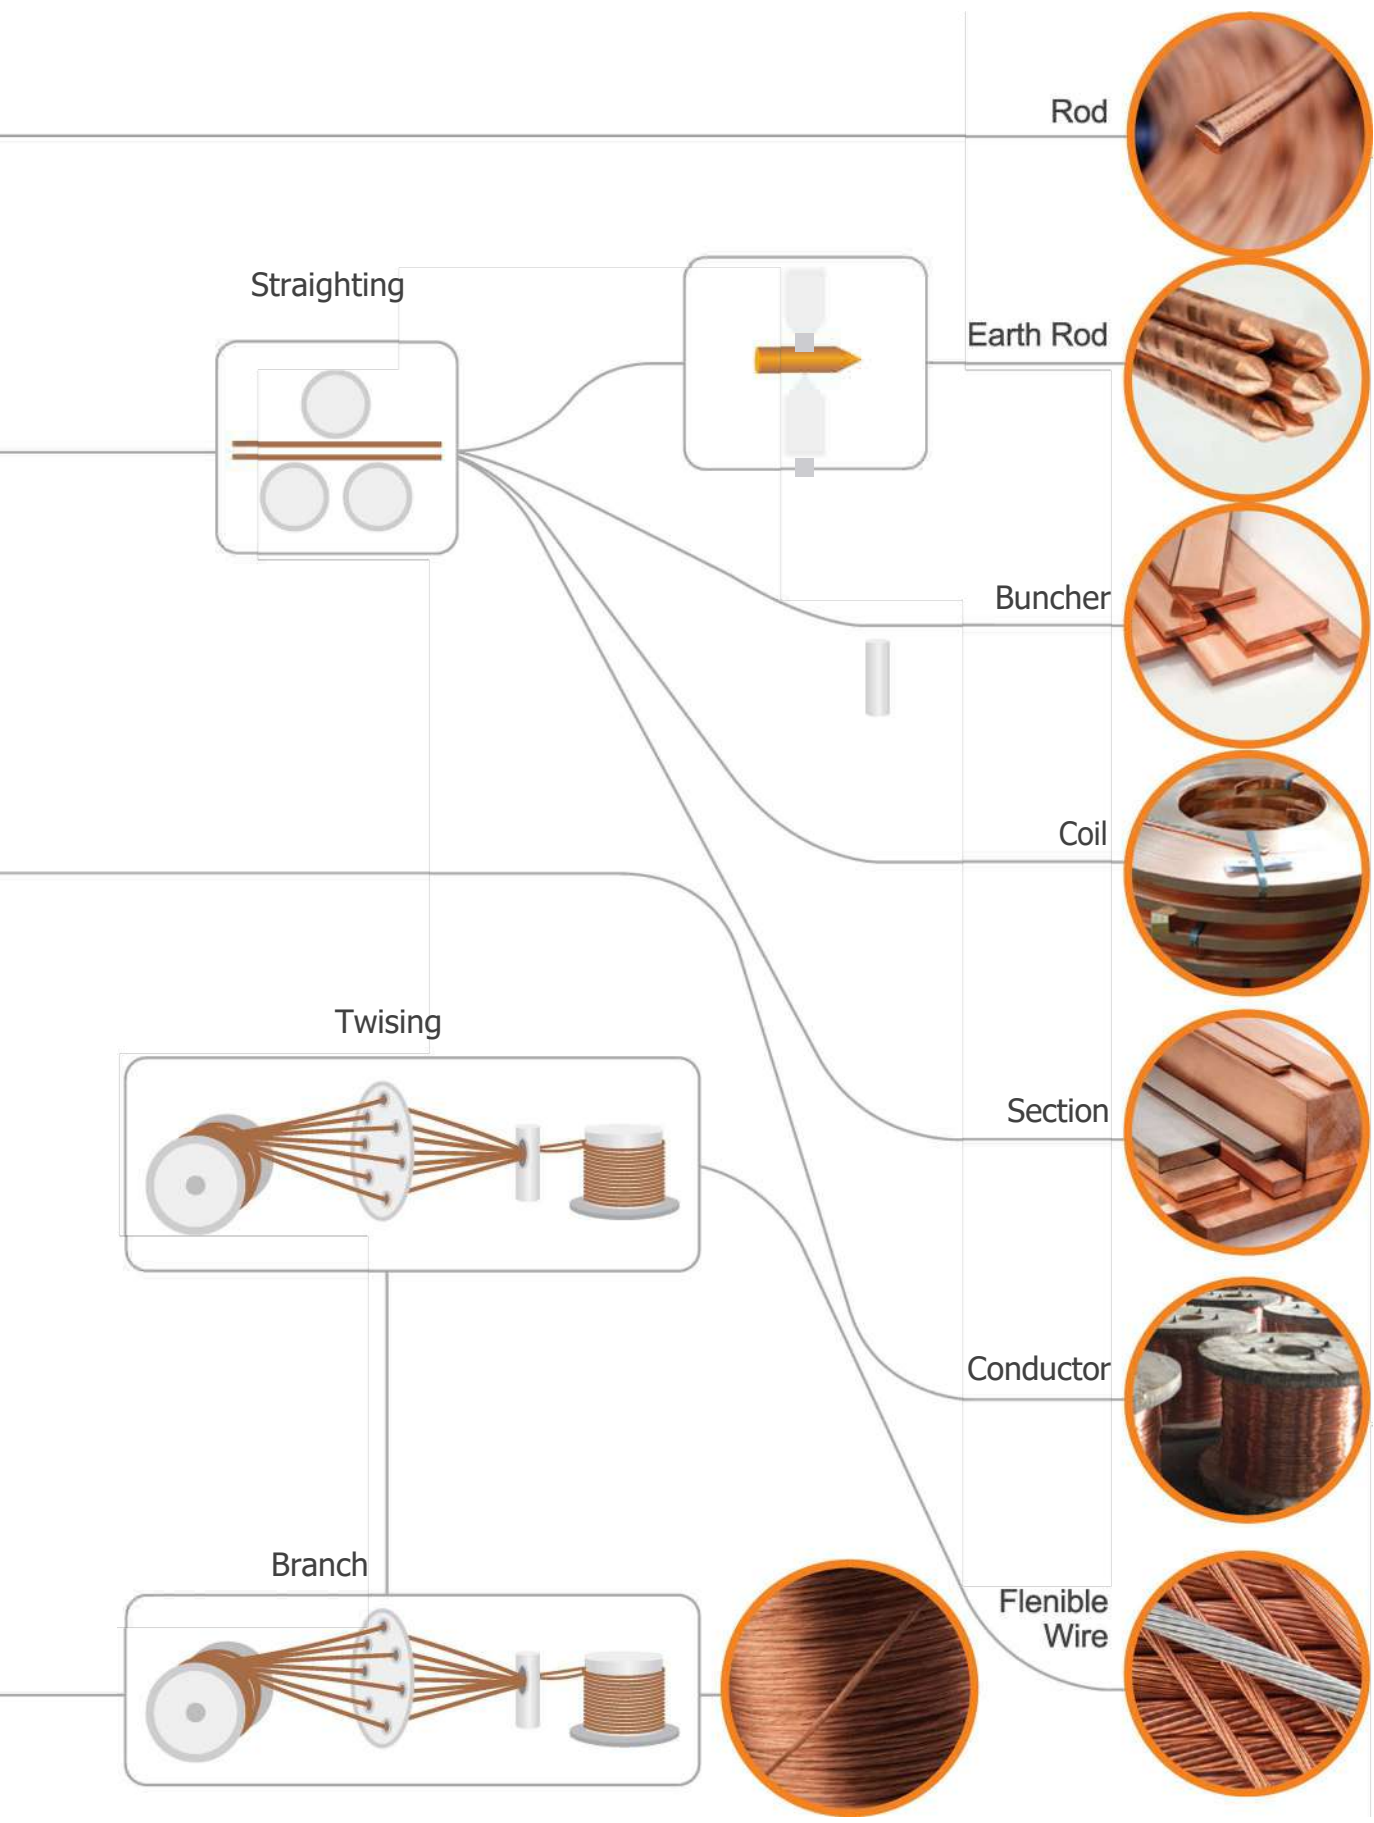 Rod
Straighting
Earth Rod
Buncher
Coil
Twising
Section
Conductor
Branch
Flenible
Wire